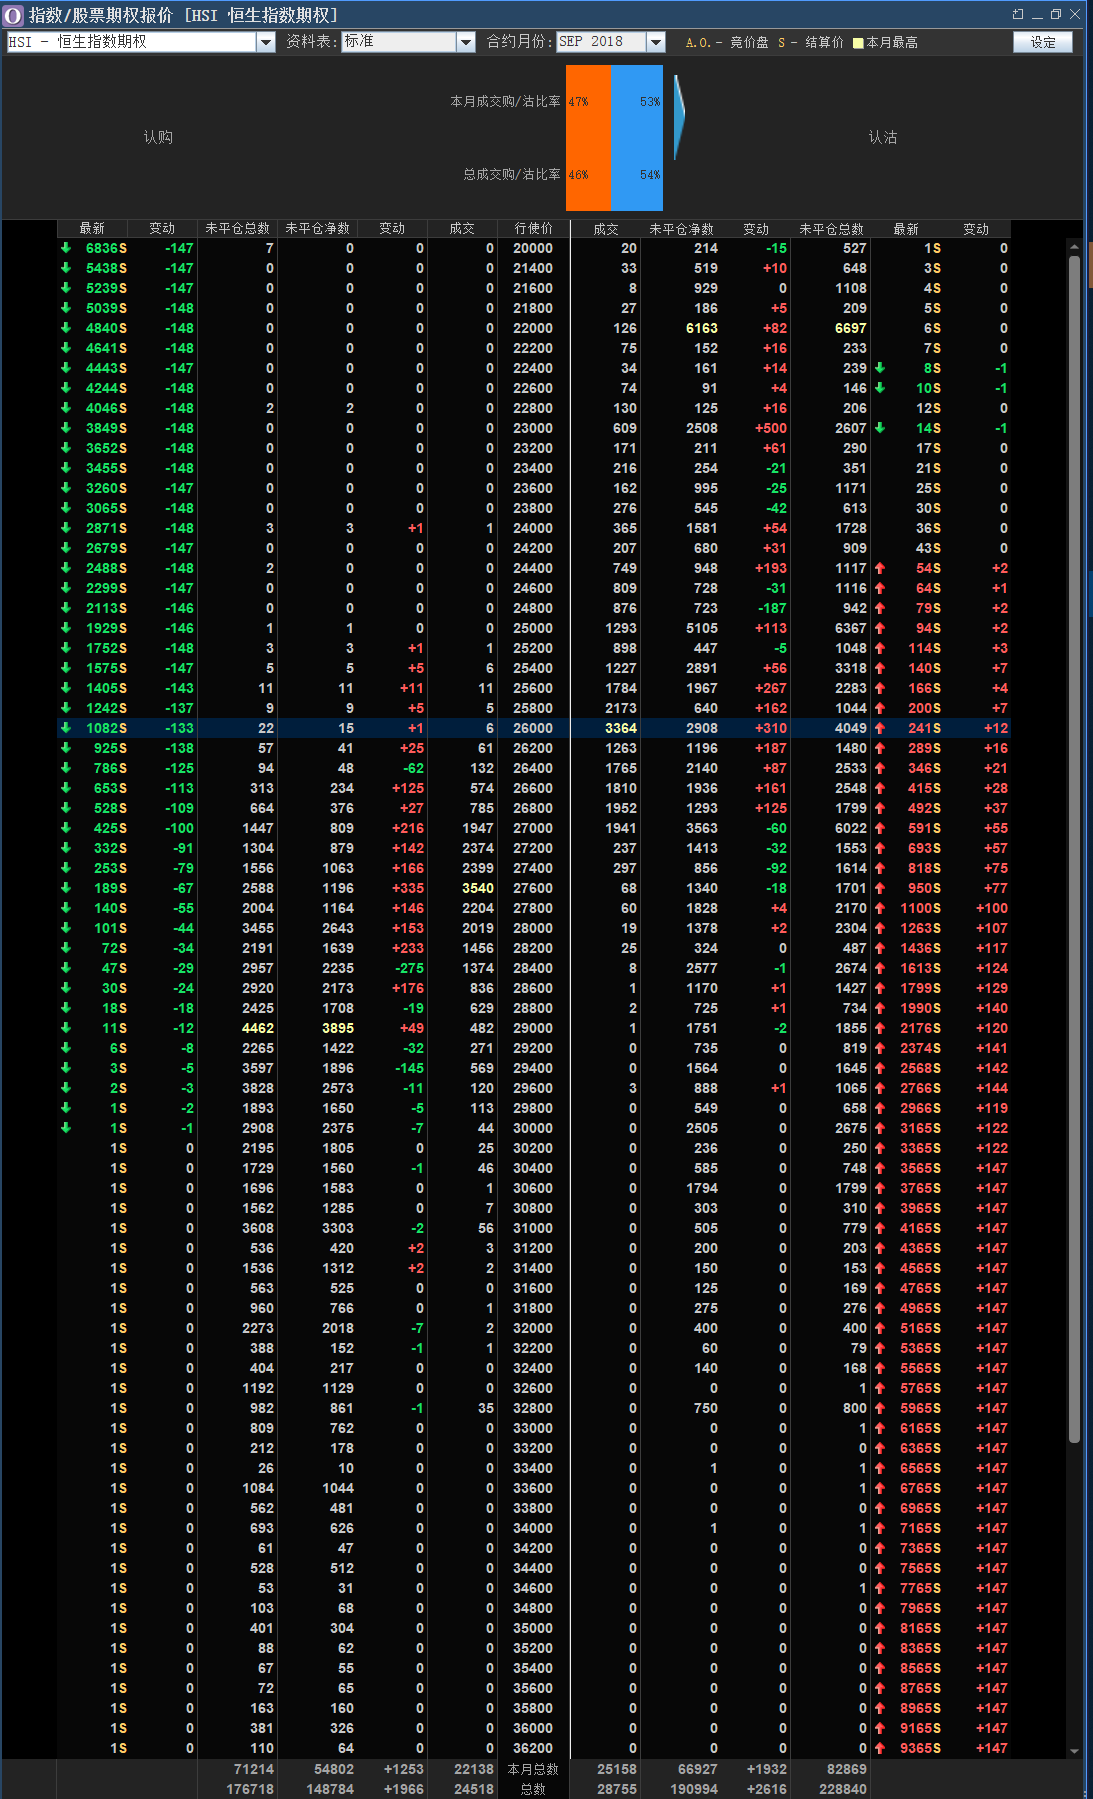 指数/股票期权报价 [HSI 恒生指数期权]
HSI - 恒生指数期权 资料表: 标准 合约月份: SEP 2018 A.O.- 竞价盘 S - 结算价 本月最高 设定
本月成交购/沽比率 47% 53%
认购 认沽
总成交购/沽比率 46% 54%
最新 变动 未平仓总数 未平仓净数 变动 成交 行使价 成交 未平仓净数 变动 未平仓总数 最新 变动
6836S -147 7 0 0 0 20000 20 214 -15 527 1S 0
5438S -147 0 0 0 0 21400 33 519 +10 648 3S 0
5239S -147 0 0 0 0 21600 8 929 0 1108 4S 0
5039S -148 0 0 0 0 21800 27 186 +5 209 5S 0
4840S -148 0 0 0 0 22000 126 6163 +82 6697 6S 0
4641S -148 0 0 0 0 22200 75 152 +16 233 7S 0
4443S -147 0 0 0 0 22400 34 161 +14 239 8S -1
4244S -148 0 0 0 0 22600 74 91 +4 146 10S -1
4046S -148 2 2 0 0 22800 130 125 +16 206 12S 0
3849S -148 0 0 0 0 23000 609 2508 +500 2607 14S -1
3652S -148 0 0 0 0 23200 171 211 +61 290 17S 0
3455S -148 0 0 0 0 23400 216 254 -21 351 21S 0
3260S -147 0 0 0 0 23600 162 995 -25 1171 25S 0
3065S -148 0 0 0 0 23800 276 545 -42 613 30S 0
2871S -148 3 3 +1 1 24000 365 1581 +54 1728 36S 0
2679S -147 0 0 0 0 24200 207 680 +31 909 43S 0
2488S -148 2 0 0 0 24400 749 948 +193 1117 54S +2
2299S -147 0 0 0 0 24600 809 728 -31 1116 64S +1
2113S -146 0 0 0 0 24800 876 723 -187 942 79S +2
1929S -146 1 1 0 0 25000 1293 5105 +113 6367 94S +2
1752S -148 3 3 +1 1 25200 898 447 -5 1048 114S +3
1575S -147 5 5 +5 6 25400 1227 2891 +56 3318 140S +7
1405S -143 11 11 +11 11 25600 1784 1967 +267 2283 166S +4
1242S -137 9 9 +5 5 25800 2173 640 +162 1044 200S +7
1082S -133 22 15 +1 6 26000 3364 2908 +310 4049 241S +12
925S -138 57 41 +25 61 26200 1263 1196 +187 1480 289S +16
786S -125 94 48 -62 132 26400 1765 2140 +87 2533 346S +21
653S -113 313 234 +125 574 26600 1810 1936 +161 2548 415S +28
528S -109 664 376 +27 785 26800 1952 1293 +125 1799 492S +37
425S -100 1447 809 +216 1947 27000 1941 3563 -60 6022 591S +55
332S -91 1304 879 +142 2374 27200 237 1413 -32 1553 693S +57
253S -79 1556 1063 +166 2399 27400 297 856 -92 1614 818S +75
189S -67 2588 1196 +335 3540 27600 68 1340 -18 1701 950S +77
140S -55 2004 1164 +146 2204 27800 60 1828 +4 2170 1100S +100
101S -44 3455 2643 +153 2019 28000 19 1378 +2 2304 1263S +107
72S -34 2191 1639 +233 1456 28200 25 324 0 487 1436S +117
47S -29 2957 2235 -275 1374 28400 8 2577 -1 2674 1613S +124
30S -24 2920 2173 +176 836 28600 1 1170 +1 1427 1799S +129
18S -18 2425 1708 -19 629 28800 2 725 +1 734 1990S +140
11S -12 4462 3895 +49 482 29000 1 1751 -2 1855 2176S +120
6S -8 2265 1422 -32 271 29200 0 735 0 819 2374S +141
3S -5 3597 1896 -145 569 29400 0 1564 0 1645 2568S +142
2S -3 3828 2573 -11 120 29600 3 888 +1 1065 2766S +144
1S -2 1893 1650 -5 113 29800 0 549 0 658 2966S +119
1S -1 2908 2375 -7 44 30000 0 2505 0 2675 3165S +122
1S 0 2195 1805 0 25 30200 0 236 0 250 3365S +122
1S 0 1729 1560 -1 46 30400 0 585 0 748 3565S +147
1S 0 1696 1583 0 1 30600 0 1794 0 1799 3765S +147
1S 0 1562 1285 0 7 30800 0 303 0 310 3965S +147
1S 0 3608 3303 -2 56 31000 0 505 0 779 4165S +147
1S 0 536 420 +2 3 31200 0 200 0 203 4365S +147
1S 0 1536 1312 +2 2 31400 0 150 0 153 4565S +147
1S 0 563 525 0 0 31600 0 125 0 169 4765S +147
1S 0 960 766 0 1 31800 0 275 0 276 4965S +147
1S 0 2273 2018 -7 2 32000 0 400 0 400 5165S +147
1S 0 388 152 -1 1 32200 0 60 0 79 5365S +147
1S 0 404 217 0 0 32400 0 140 0 168 5565S +147
1S 0 1192 1129 0 0 32600 0 0 0 1 5765S +147
1S 0 982 861 -1 35 32800 0 750 0 800 5965S +147
1S 0 809 762 0 0 33000 0 0 0 1 6165S +147
1S 0 212 178 0 0 33200 0 0 0 0 6365S +147
1S 0 26 10 0 0 33400 0 1 0 1 6565S +147
1S 0 1084 1044 0 0 33600 0 0 0 1 6765S +147
1S 0 562 481 0 0 33800 0 0 0 0 6965S +147
1S 0 693 626 0 0 34000 0 1 0 1 7165S +147
1S 0 61 47 0 0 34200 0 0 0 0 7365S +147
1S 0 528 512 0 0 34400 0 0 0 0 7565S +147
1S 0 53 31 0 0 34600 0 0 0 1 7765S +147
1S 0 103 68 0 0 34800 0 0 0 0 7965S +147
1S 0 401 304 0 0 35000 0 0 0 0 8165S +147
1S 0 88 62 0 0 35200 0 0 0 0 8365S +147
1S 0 67 55 0 0 35400 0 0 0 0 8565S +147
1S 0 72 65 0 0 35600 0 0 0 0 8765S +147
1S 0 163 160 0 0 35800 0 0 0 0 8965S +147
1S 0 381 326 0 0 36000 0 0 0 0 9165S +147
1S 0 110 64 0 0 36200 0 0 0 0 9365S +147
71214 54802 +1253 22138 本月总数 25158 66927 +1932 82869
176718 148784 +1966 24518 总数 28755 190994 +2616 228840